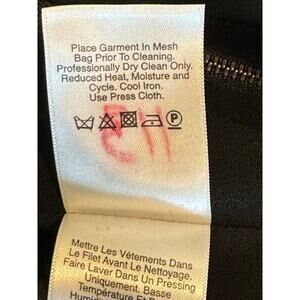 Place Garment In Mesh
Bag Prior To Cleaning.
Professionally Dry Clean Only.
Reduced Heat, Moisture and
Cycle. Cool Iron.
Use Press Cloth.
P
Mettre Les Vêtements Dans
Le Filet Avant Le Nettoyage.
Faire Laver Dans Un Pressing
Uniquement. Basse